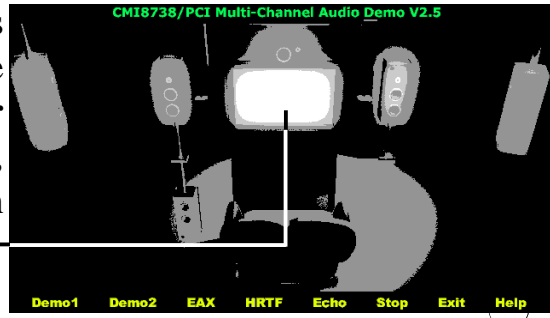 CMI8738/PCI Multi-Channel Audio Demo V2.5
Demo1 Demo2 EAX HRTF Echo Stop Exit Help